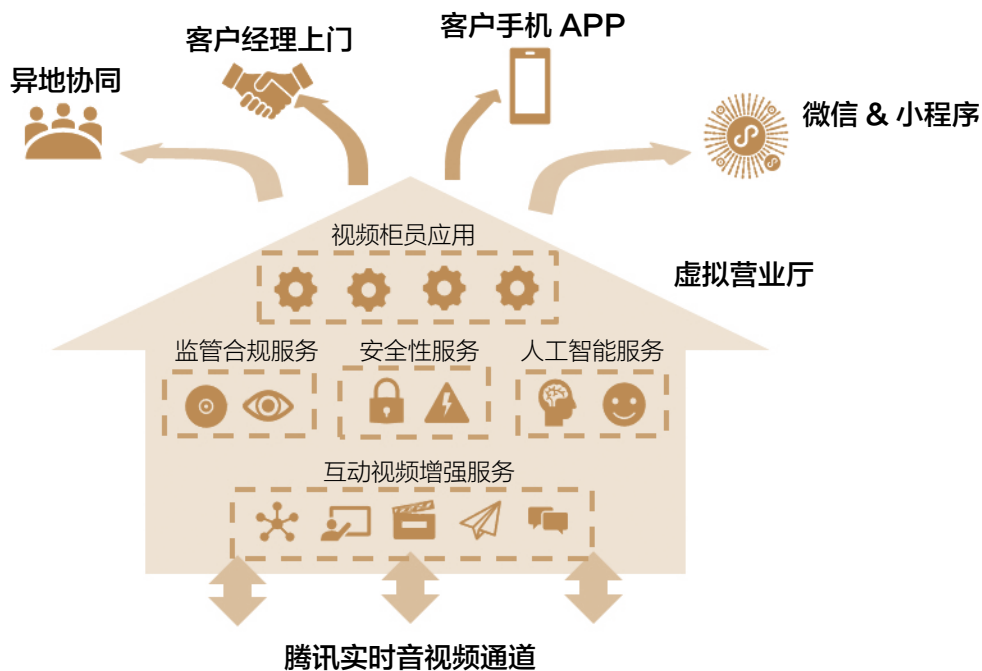 客户手机 APP
客户经理上门
异地协同
微信 & 小程序
视频柜员应用
虚拟营业厅
监管合规服务
安全性服务
人工智能服务
互动视频增强服务
腾讯实时音视频通道